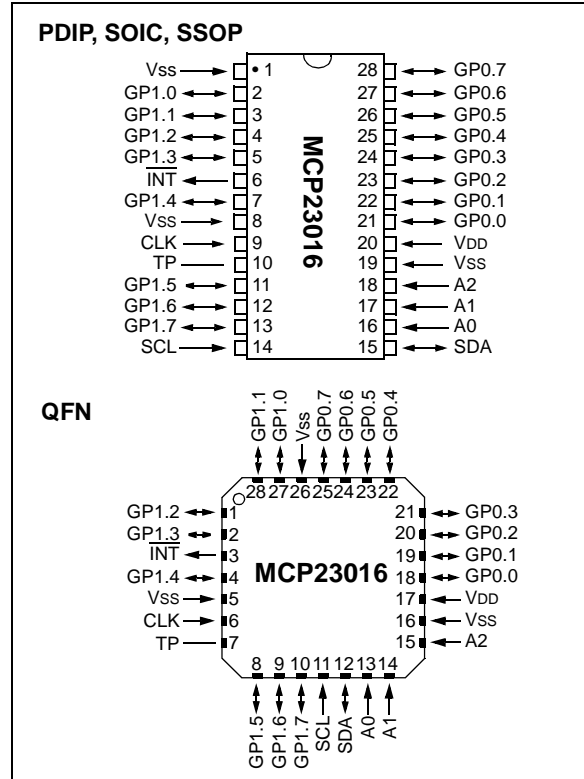 PDIP, SOIC, SSOP
VSS 1 28 GP0.7
GP1.0 2 27 GP0.6
GP1.1 3 26 GP0.5
GP1.2 4 25 GP0.4
GP1.3 5 24 GP0.3
INT 6 23 GP0.2
GP1.4 7 22 GP0.1
VSS 8 21 GP0.0
CLK 9 20 VDD
TP 10 19 VSS
GP1.5 11 18 A2
GP1.6 12 17 A1
GP1.7 13 16 A0
SCL 14 15 SDA
MCP23016
QFN
GP1.1 GP1.0 VSS GP0.7 GP0.6 GP0.5 GP0.4
28 27 26 25 24 23 22
GP1.2 1 21 GP0.3
GP1.3 2 20 GP0.2
INT 3 19 GP0.1
GP1.4 4 18 GP0.0
VSS 5 17 VDD
CLK 6 16 VSS
TP 7 15 A2
MCP23016
8 9 10 11 12 13 14
GP1.5 GP1.6 GP1.7 SCL SDA A0 A1